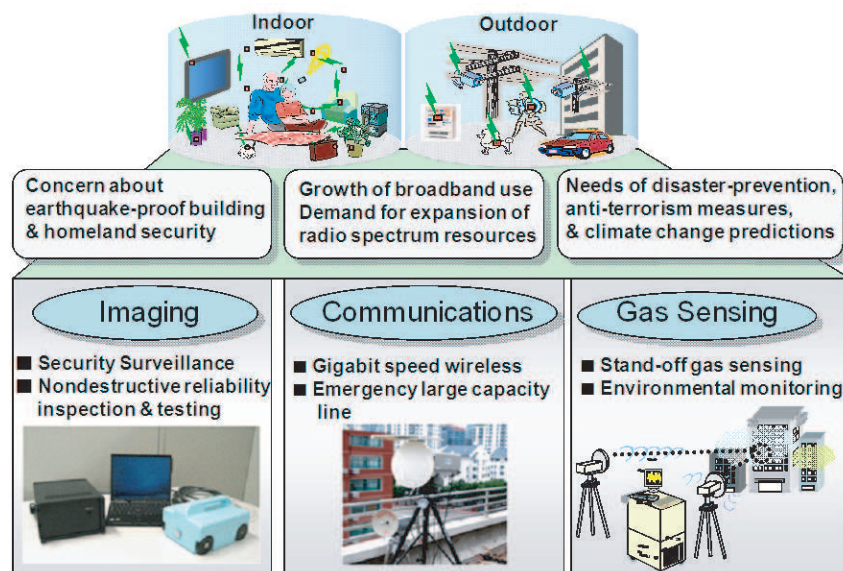 Indoor
Outdoor
Concern about
earthquake-proof building
& homeland security
Growth of broadband use
Demand for expansion of
radio spectrum resources
Needs of disaster-prevention,
anti-terrorism measures,
& climate change predictions
Imaging
■ Security Surveillance
■ Nondestructive reliability
inspection & testing
Communications
■ Gigabit speed wireless
■ Emergency large capacity
line
Gas Sensing
■ Stand-off gas sensing
■ Environmental monitoring